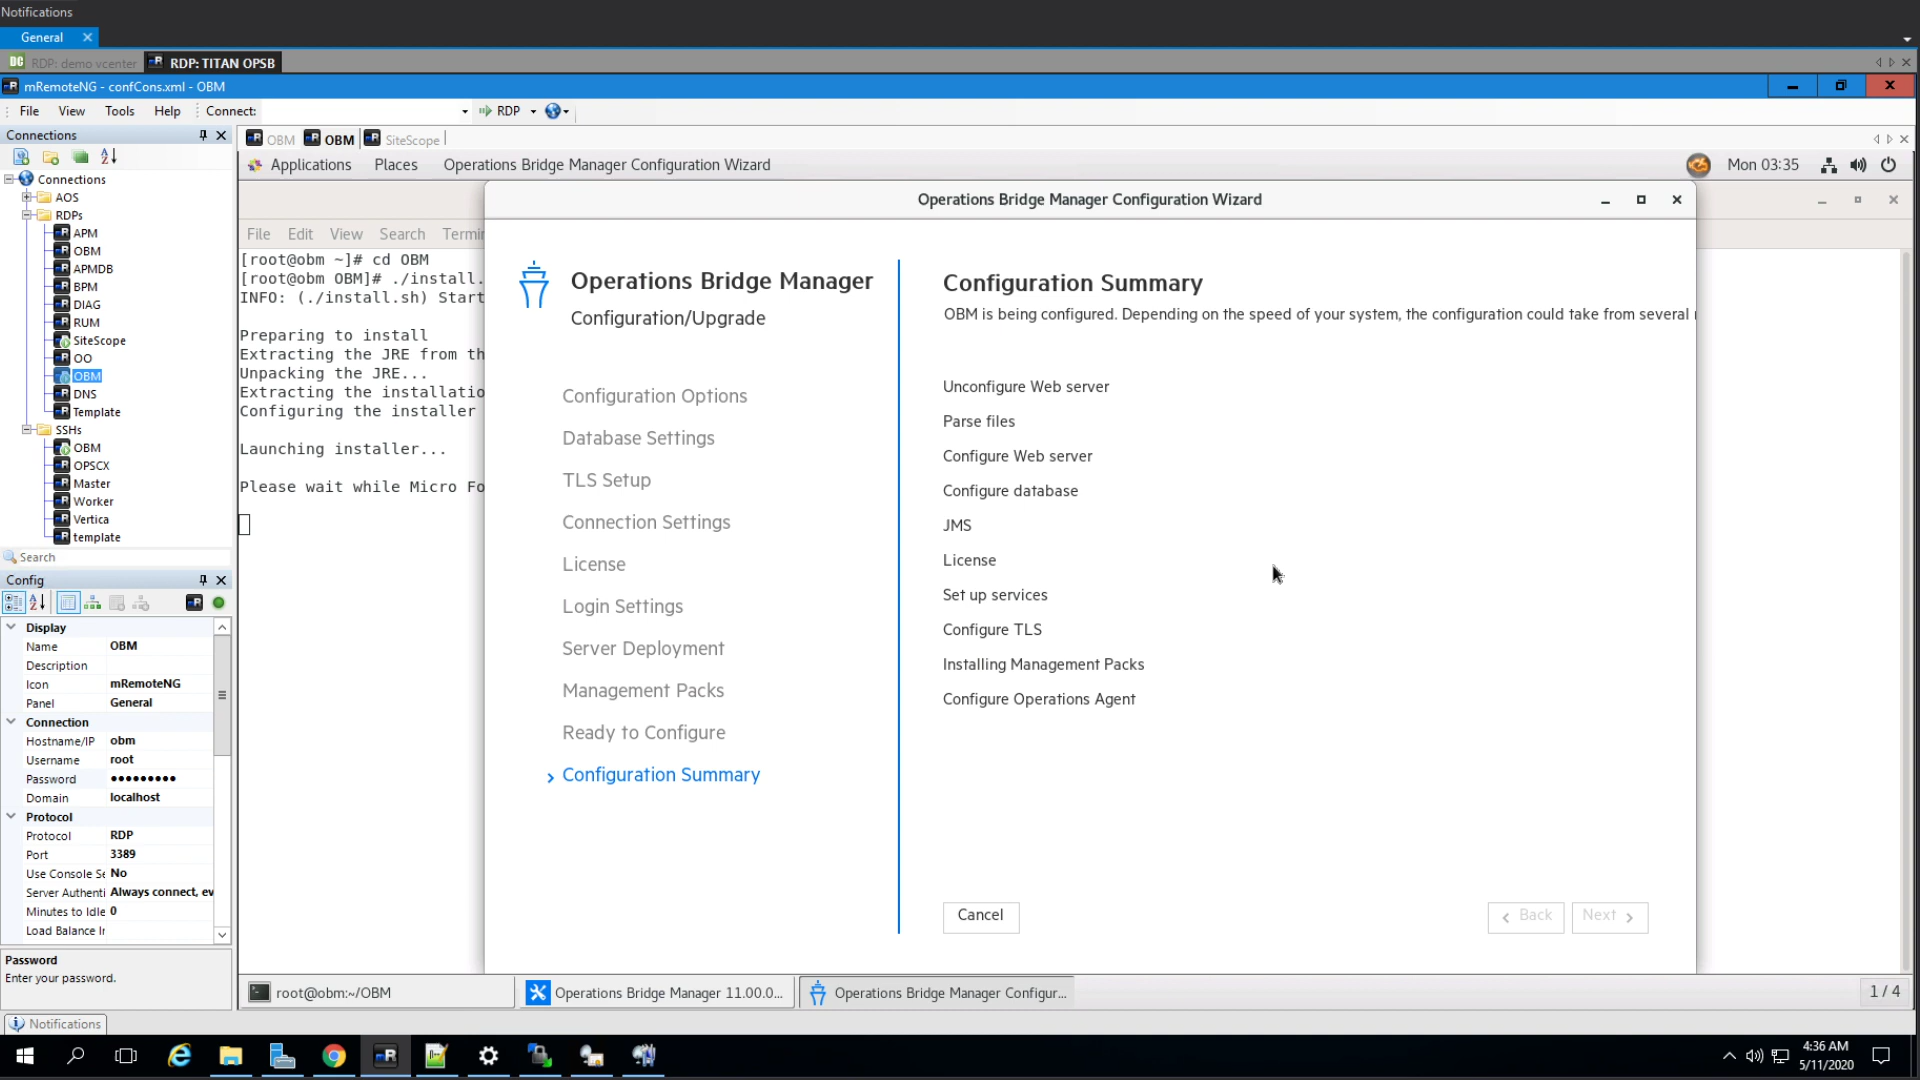 Notifications
General
RDP: demo vcenter
RDP: TITAN OPSB
mRemoteNG - confCons.xml - OBM
File View Tools Help Connect: RDP
Connections
OBM OBM SiteScope
Applications Places Operations Bridge Manager Configuration Wizard Mon 03:35
Connections
AOS
RDPs
APM
OBM
APMDB
BPM
DIAG
RUM
SiteScope
OO
OBM
DNS
Template
SSHs
OBM
OPSCX
Master
Worker
Vertica
template
Search
Config
Display
Name OBM
Description
Icon mRemoteNG
Panel General
Connection
Hostname/IP obm
Username root
Password ●●●●●●●●●
Domain localhost
Protocol
Protocol RDP
Port 3389
Use Console Se No
Server Authenti Always connect, ev
Minutes to Idle 0
Load Balance Ir
Password
Enter your password.
Notifications
File Edit View Search Termin
[root@obm ~]# cd OBM
[root@obm OBM]# ./install.
INFO: (./install.sh) Start
Preparing to install
Extracting the JRE from th
Unpacking the JRE...
Extracting the installatio
Configuring the installer
Launching installer...
Please wait while Micro Fo
Operations Bridge Manager Configuration Wizard
Operations Bridge Manager
Configuration/Upgrade
Configuration Options
Database Settings
TLS Setup
Connection Settings
License
Login Settings
Server Deployment
Management Packs
Ready to Configure
› Configuration Summary
Configuration Summary
OBM is being configured. Depending on the speed of your system, the configuration could take from several
Unconfigure Web server
Parse files
Configure Web server
Configure database
JMS
License
Set up services
Configure TLS
Installing Management Packs
Configure Operations Agent
Cancel
‹ Back
Next ›
root@obm:~/OBM
Operations Bridge Manager 11.00.0...
Operations Bridge Manager Configur...
1 / 4
4:36 AM
5/11/2020